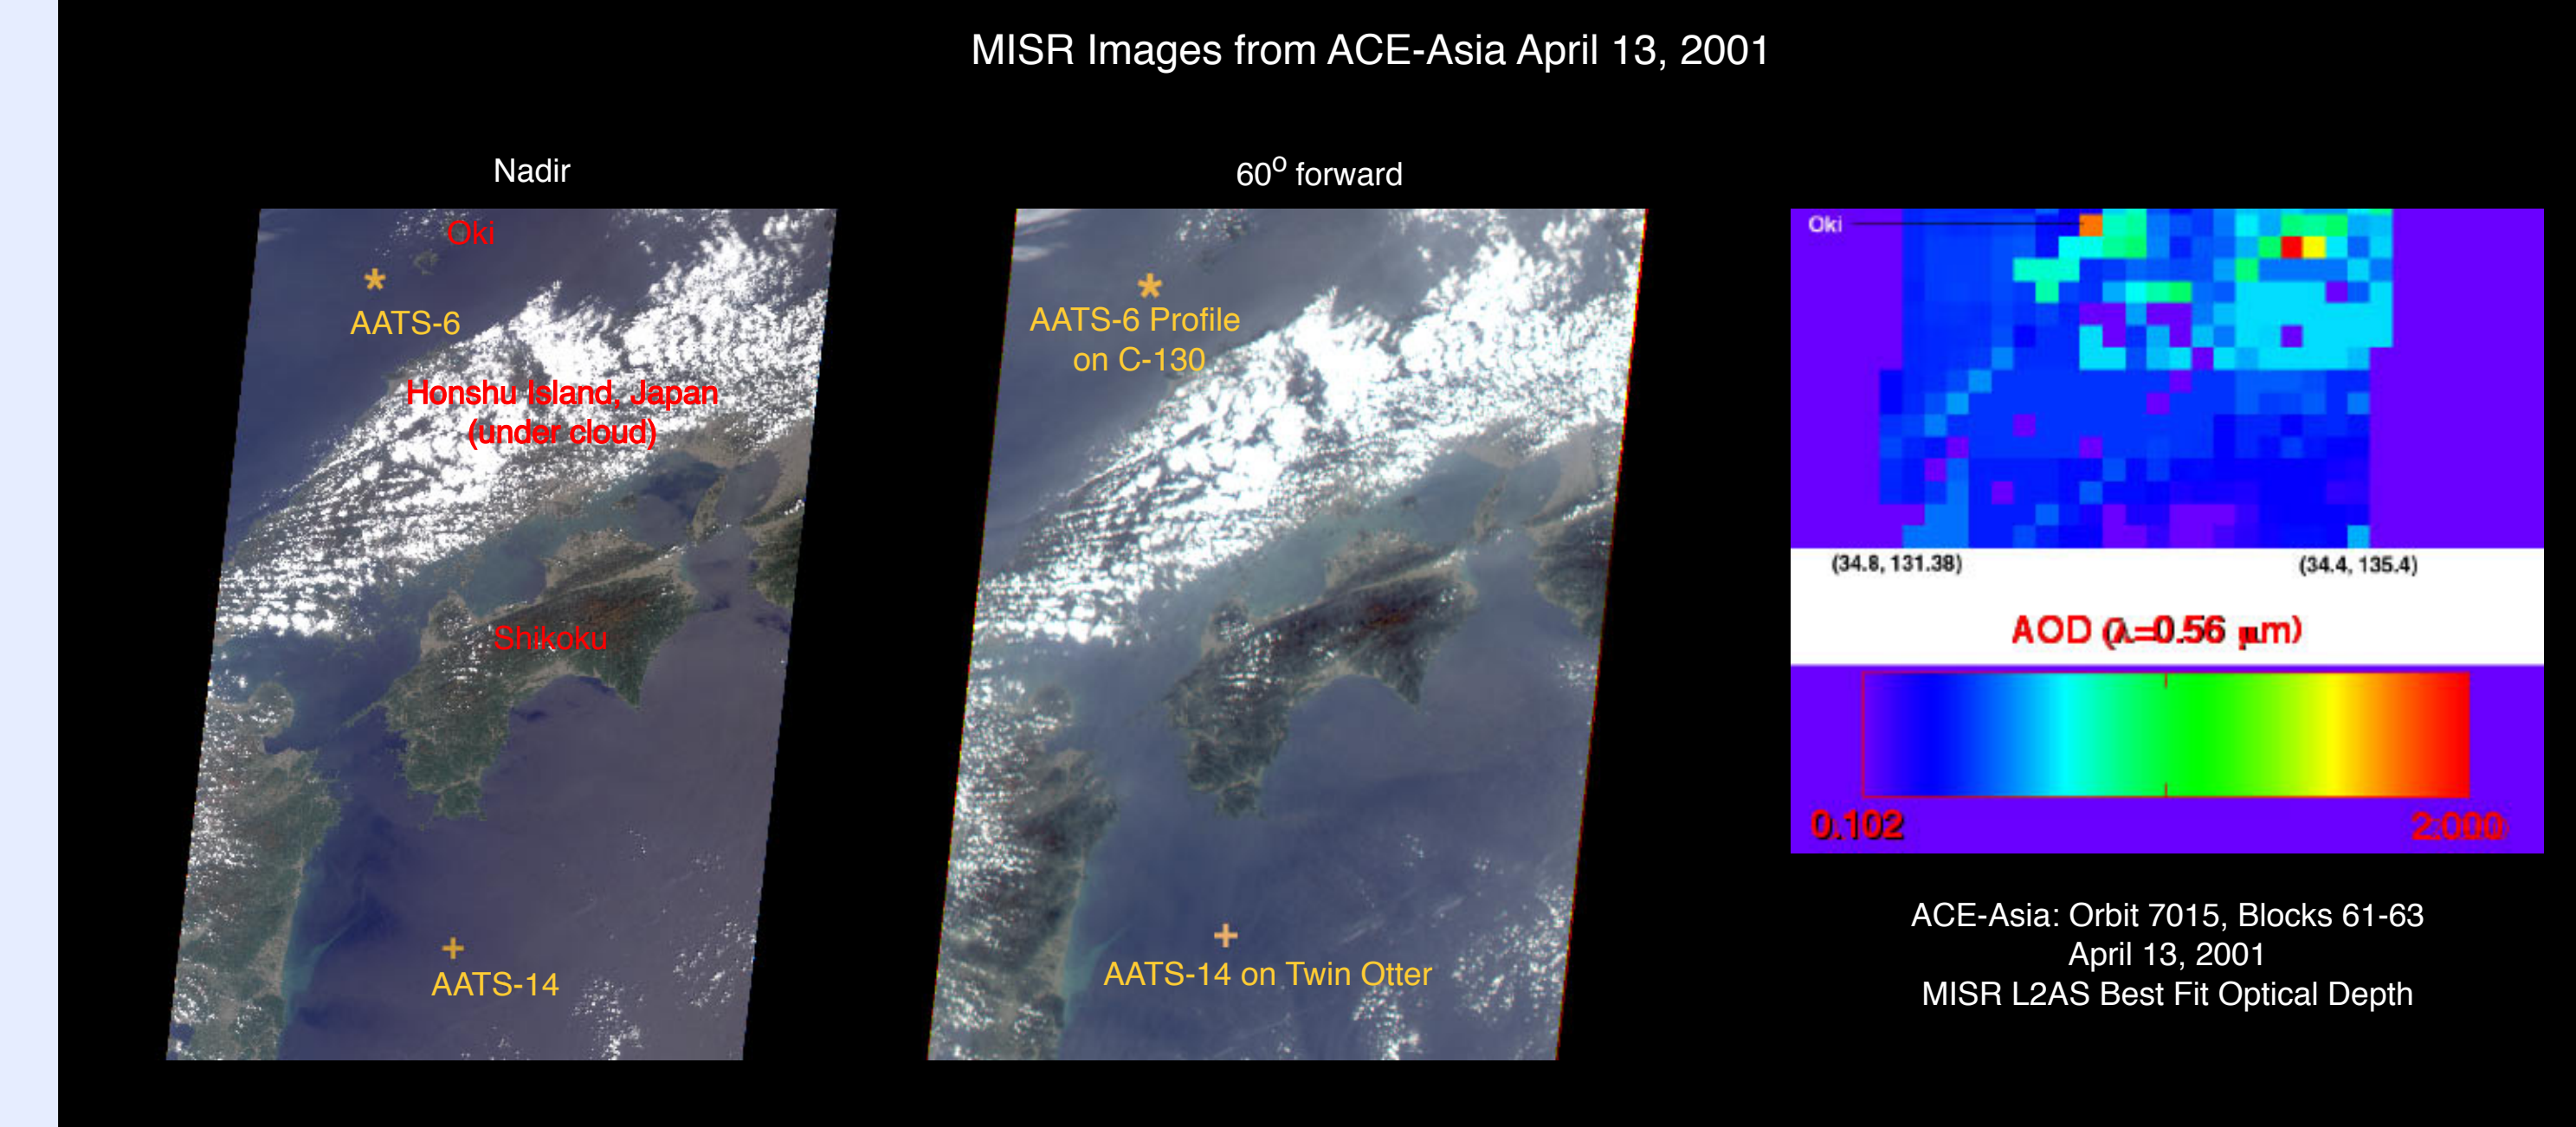 MISR Images from ACE-Asia April 13, 2001
Nadir
Oki
AATS-6
Honshu Island, Japan
(under cloud)
Shikoku
AATS-14
60º forward
AATS-6 Profile
on C-130
AATS-14 on Twin Otter
Oki
(34.8, 131.38)
(34.4, 135.4)
AOD (λ=0.56 μm)
0.102
2.000
ACE-Asia: Orbit 7015, Blocks 61-63
April 13, 2001
MISR L2AS Best Fit Optical Depth